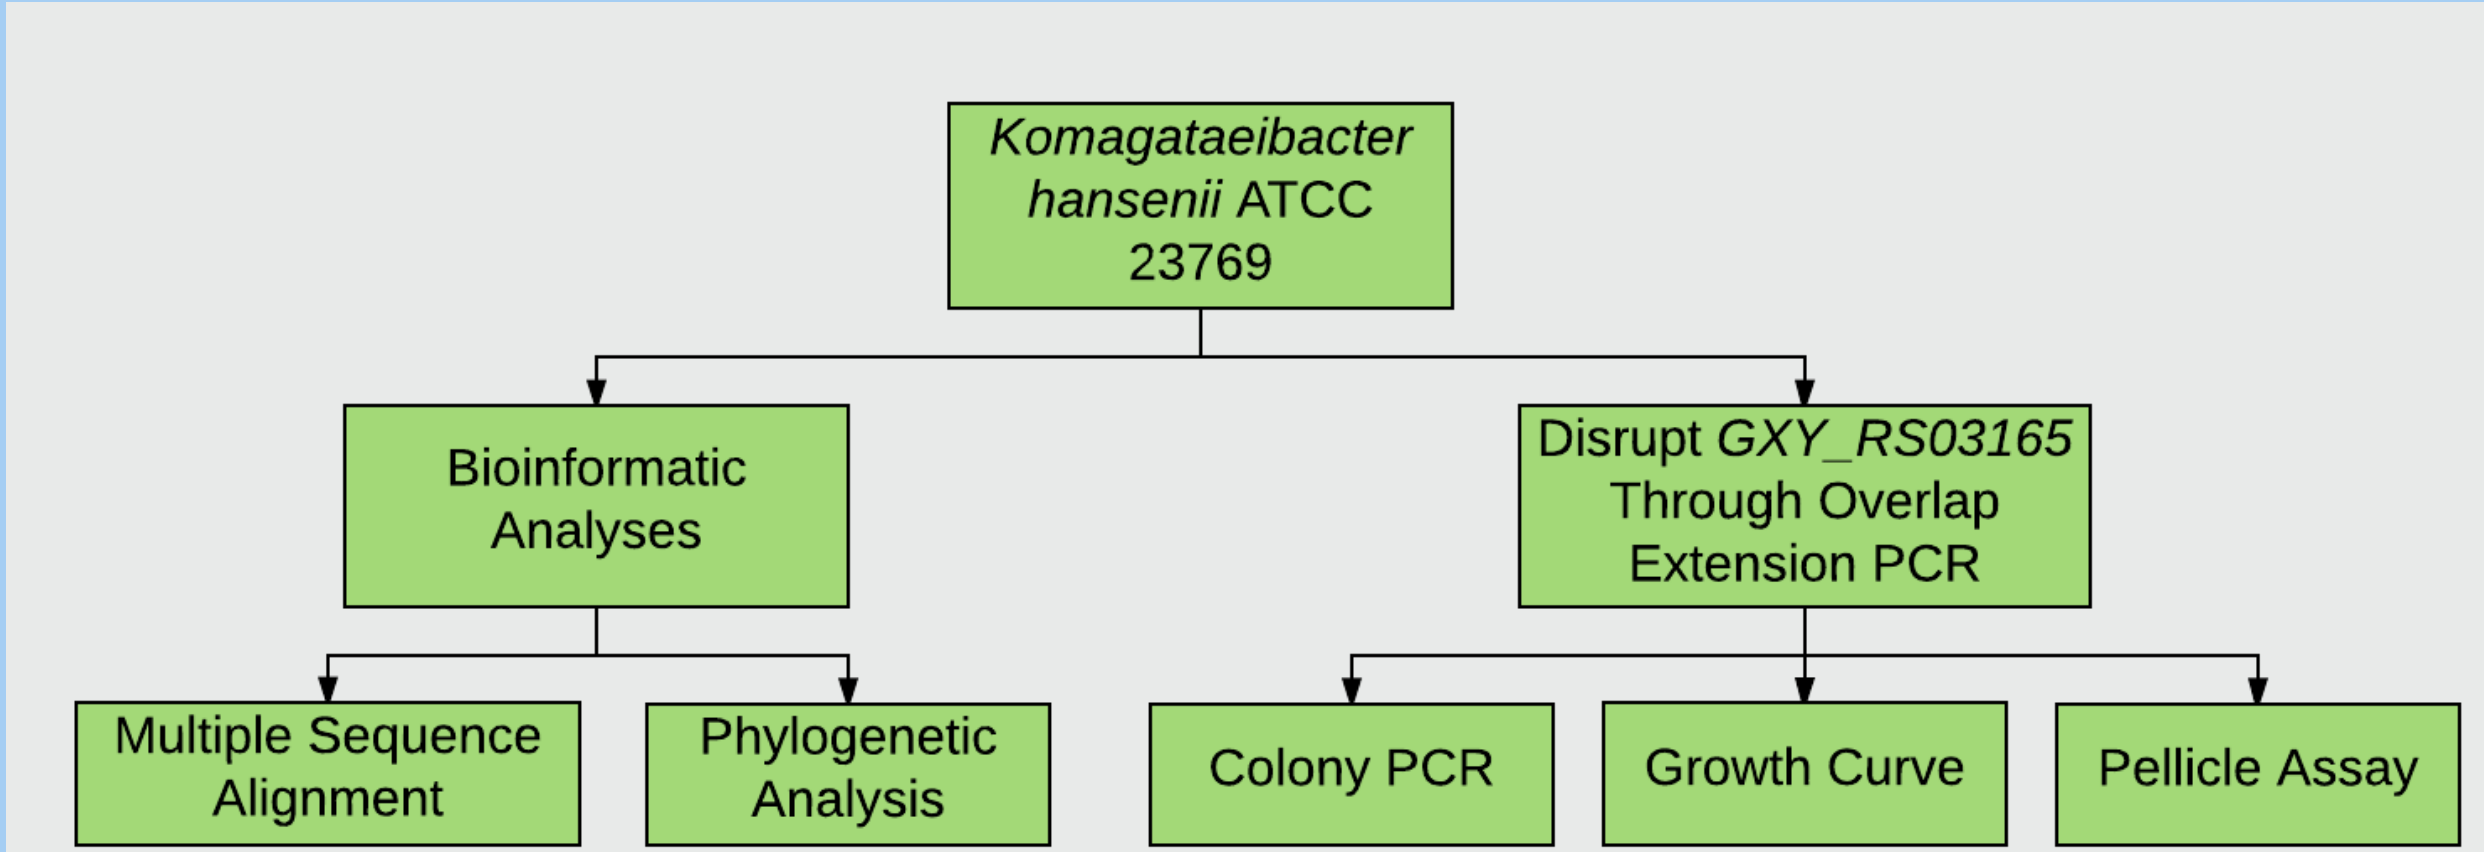 Komagataeibacter
hansenii ATCC
23769
Bioinformatic
Analyses
Disrupt GXY_RS03165
Through Overlap
Extension PCR
Multiple Sequence
Alignment
Phylogenetic
Analysis
Colony PCR
Growth Curve
Pellicle Assay